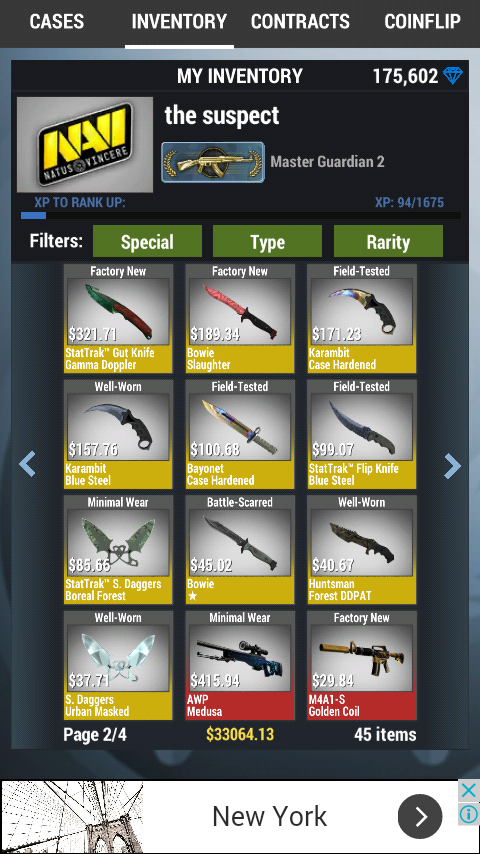 CASES INVENTORY CONTRACTS COINFLIP
MY INVENTORY 175,602
NAVI
NATUS VINCERE
the suspect
Master Guardian 2
XP TO RANK UP: XP: 94/1675
Filters: Special Type Rarity
Factory New Factory New Field-Tested
$321.71 $189.34 $171.23
StatTrak™ Gut Knife Bowie Karambit
Gamma Doppler Slaughter Case Hardened
Well-Worn Field-Tested Field-Tested
$157.76 $100.68 $99.07
Karambit Bayonet StatTrak™ Flip Knife
Blue Steel Case Hardened Blue Steel
Minimal Wear Battle-Scarred Well-Worn
$85.65 $45.02 $40.67
StatTrak™ S. Daggers Bowie Huntsman
Boreal Forest ★ Forest DDPAT
Well-Worn Minimal Wear Factory New
$37.71 $415.94 $29.84
S. Daggers AWP M4A1-S
Urban Masked Medusa Golden Coil
Page 2/4 $33064.13 45 items
New York